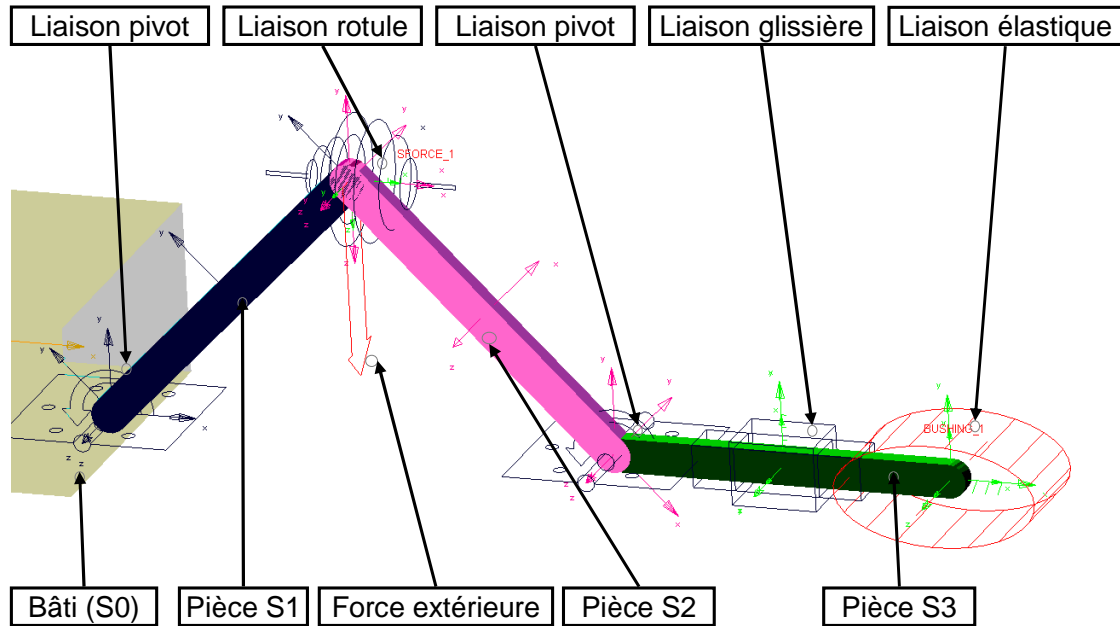 Liaison pivot
Liaison rotule
Liaison pivot
Liaison glissière
Liaison élastique
SFORCE_1
BUSHING_1
Bâti (S0)
Pièce S1
Force extérieure
Pièce S2
Pièce S3